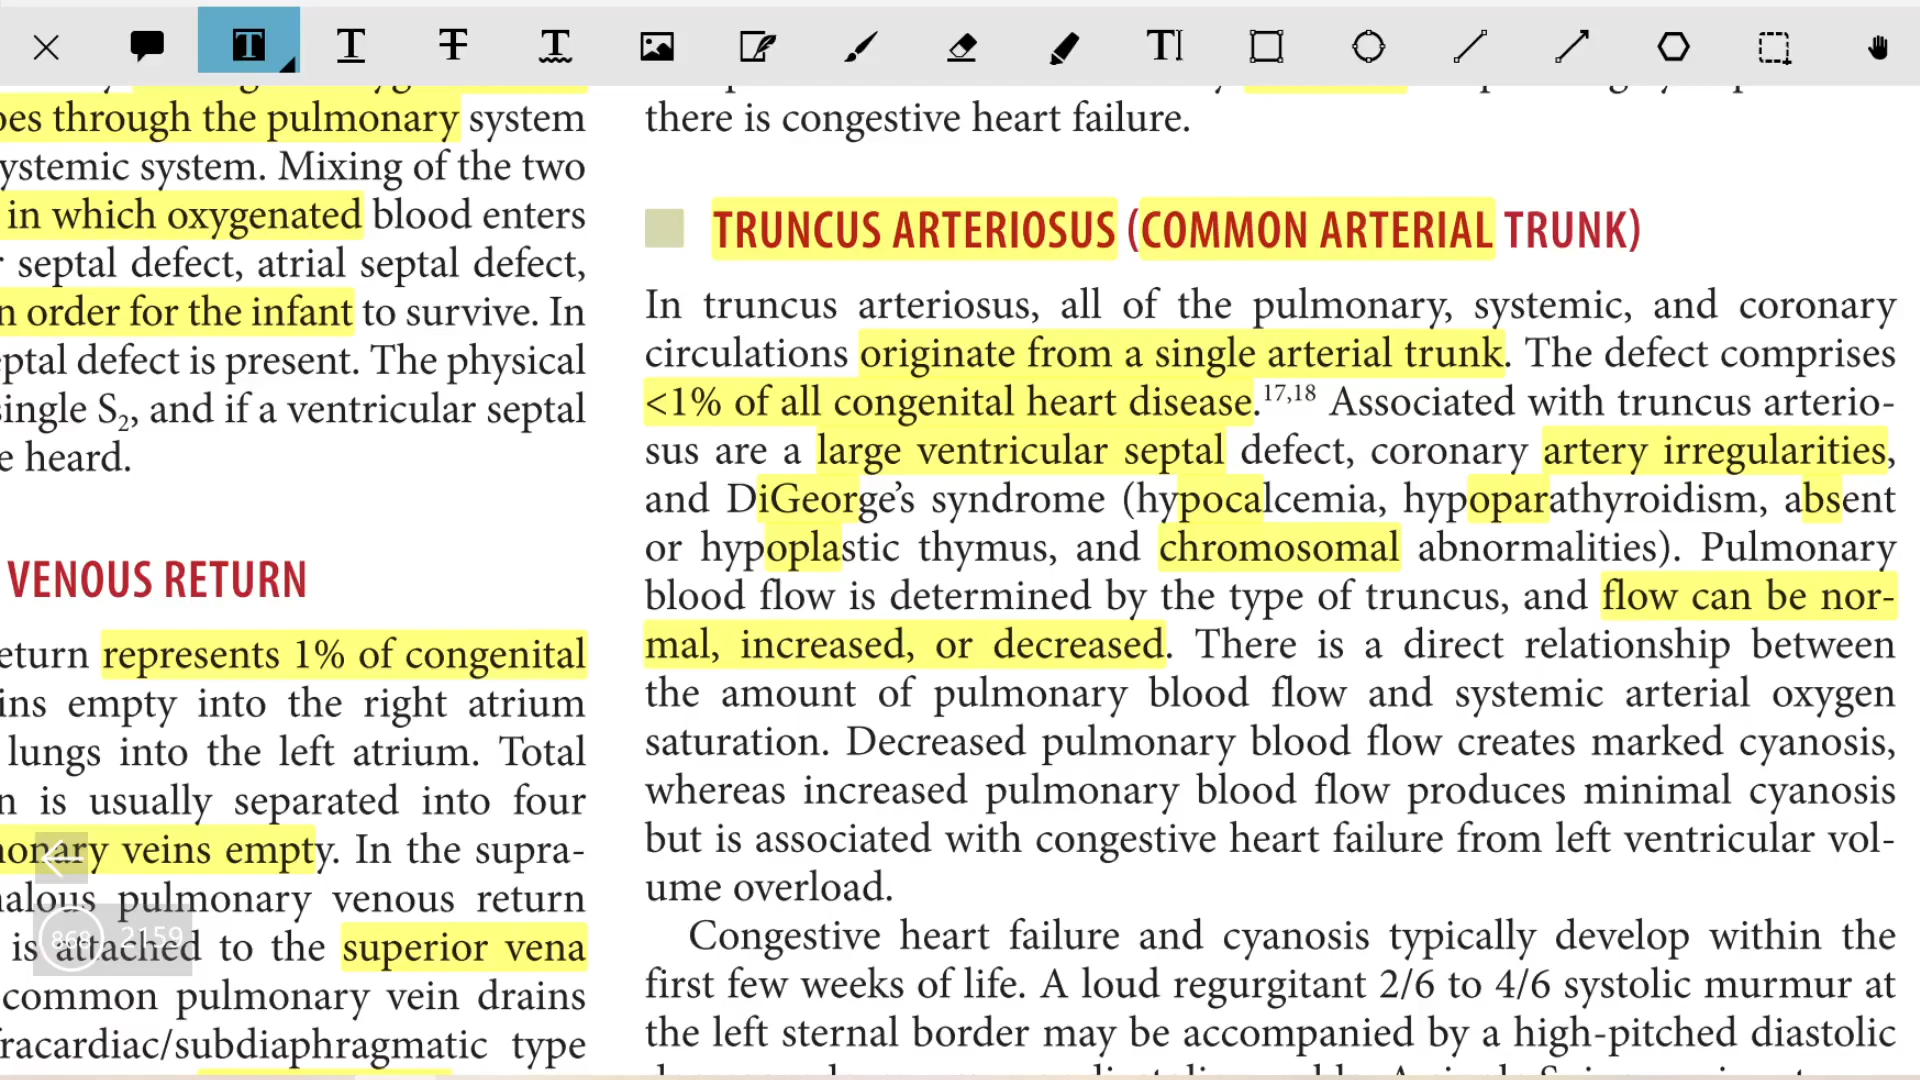 oes through the pulmonary system
ystemic system. Mixing of the two
in which oxygenated blood enters
r septal defect, atrial septal defect,
n order for the infant to survive. In
eptal defect is present. The physical
single S2, and if a ventricular septal
e heard.
VENOUS RETURN
eturn represents 1% of congenital
ins empty into the right atrium
lungs into the left atrium. Total
n is usually separated into four
onary veins empty. In the supra-
alous pulmonary venous return
is attached to the superior vena
common pulmonary vein drains
racardiac/subdiaphragmatic type
868 2159
there is congestive heart failure.
TRUNCUS ARTERIOSUS (COMMON ARTERIAL TRUNK)
In truncus arteriosus, all of the pulmonary, systemic, and coronary
circulations originate from a single arterial trunk. The defect comprises
<1% of all congenital heart disease.17,18 Associated with truncus arterio-
sus are a large ventricular septal defect, coronary artery irregularities,
and DiGeorge’s syndrome (hypocalcemia, hypoparathyroidism, absent
or hypoplastic thymus, and chromosomal abnormalities). Pulmonary
blood flow is determined by the type of truncus, and flow can be nor-
mal, increased, or decreased. There is a direct relationship between
the amount of pulmonary blood flow and systemic arterial oxygen
saturation. Decreased pulmonary blood flow creates marked cyanosis,
whereas increased pulmonary blood flow produces minimal cyanosis
but is associated with congestive heart failure from left ventricular vol-
ume overload.
Congestive heart failure and cyanosis typically develop within the
first few weeks of life. A loud regurgitant 2/6 to 4/6 systolic murmur at
the left sternal border may be accompanied by a high-pitched diastolic